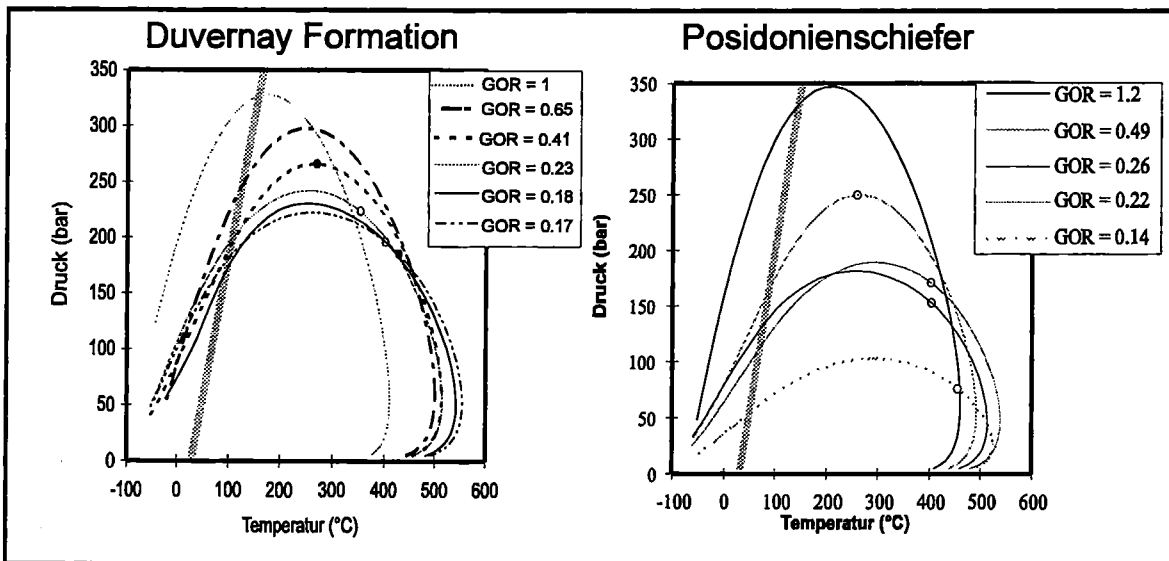 Duvernay Formation
350
300
250
200
150
100
50
0
Druck (bar)
-100 0 100 200 300 400 500 600
Temperatur (°C)
GOR = 1
GOR = 0.65
GOR = 0.41
GOR = 0.23
GOR = 0.18
GOR = 0.17
Posidonienschiefer
350
300
250
200
150
100
50
0
Druck (bar)
-100 0 100 200 300 400 500 600
Temperatur (°C)
GOR = 1.2
GOR = 0.49
GOR = 0.26
GOR = 0.22
GOR = 0.14